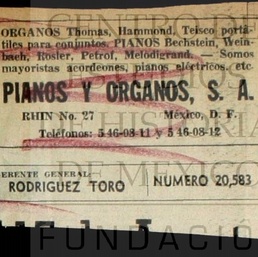 ORGANOS Thomas, Hammond, Teisco portá-
tiles para conjuntos. PIANOS Bechstein, Wein-
bach, Rosler, Petrof, Melodigrand. — Somos
mayoristas acordeones, pianos eléctricos, etc.
PIANOS Y ORGANOS, S. A.
RHIN No. 27 México, D. F.
Teléfonos: 5 46-08-11 y 5 46-08-12
GERENTE GENERAL:
RODRIGUEZ TORO NUMERO 20,583
FUNDACIÓ